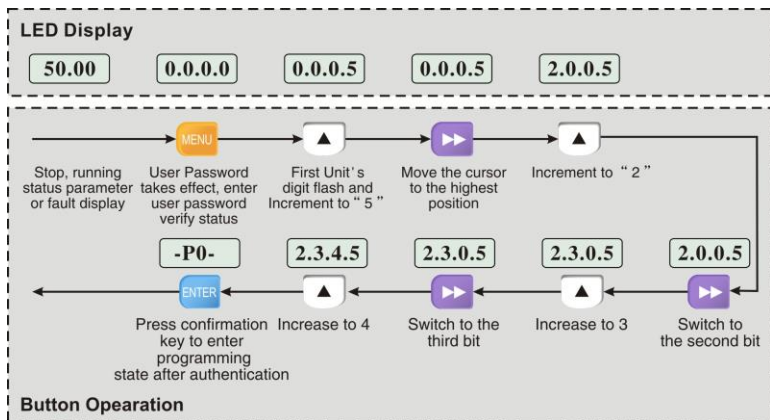 LED Display
50.00 0.0.0.0 0.0.0.5 0.0.0.5 2.0.0.5
MENU
Stop, running
status parameter
or fault display
User Password
takes effect, enter
user password
verify status
First Unit's
digit flash and
Increment to “5”
Move the cursor
to the highest
position
Increment to “2”
-P0- 2.3.4.5 2.3.0.5 2.3.0.5 2.0.0.5
ENTER
Press confirmation
key to enter
programming
state after authentication
Increase to 4
Switch to the
third bit
Increase to 3
Switch to
the second bit
Button Opearation